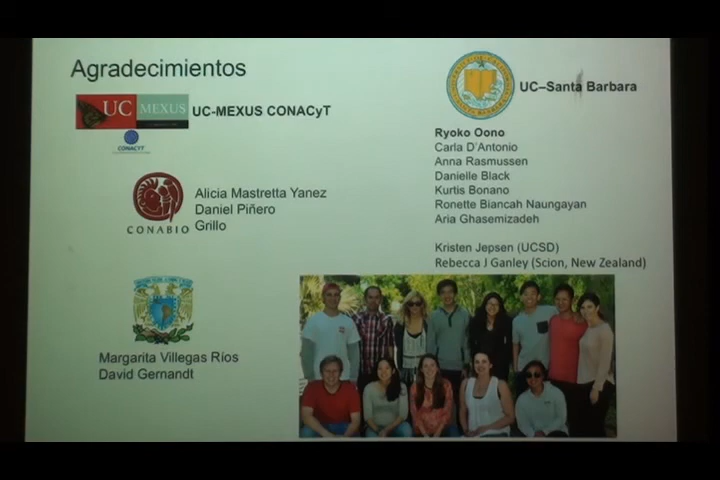 Agradecimientos
UC MEXUS
UC-MEXUS CONACyT
CONACYT
CONABIO
Alicia Mastretta Yanez
Daniel Piñero
Grillo
Margarita Villegas Ríos
David Gernandt
UC–Santa Barbara
Ryoko Oono
Carla D'Antonio
Anna Rasmussen
Danielle Black
Kurtis Bonano
Ronette Biancah Naungayan
Aria Ghasemizadeh
Kristen Jepsen (UCSD)
Rebecca J Ganley (Scion, New Zealand)